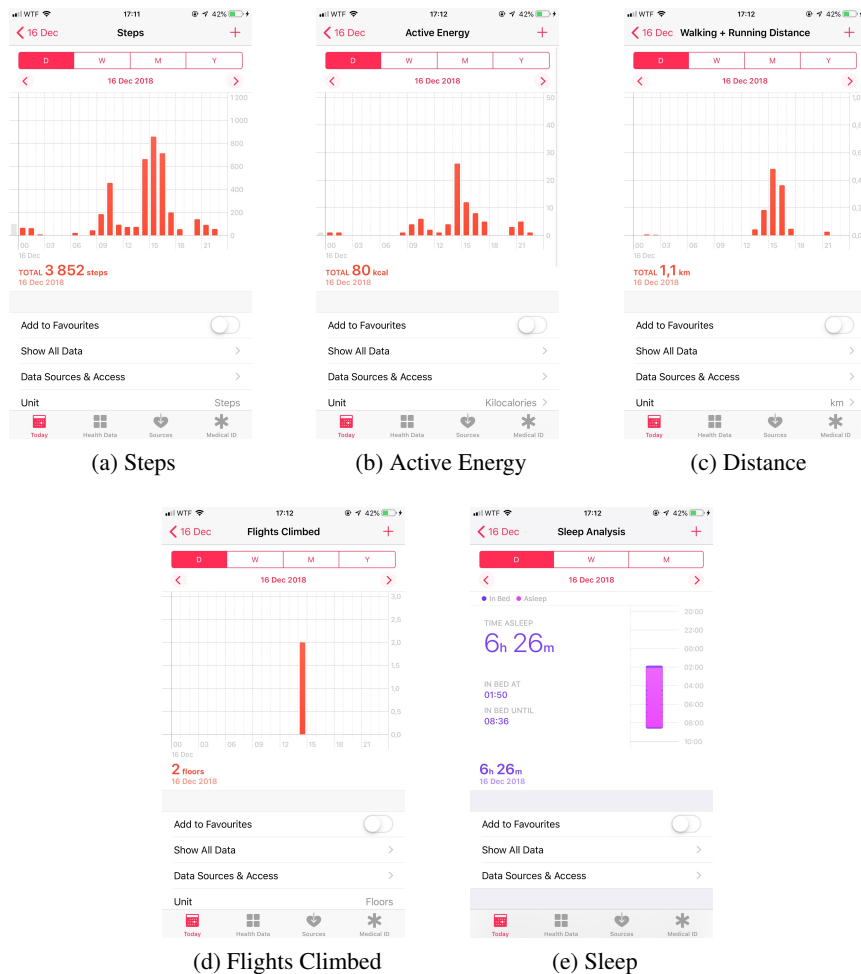 WTF 17:11 42%
16 Dec Steps +
D W M Y
16 Dec 2018
1 200
1 000
800
600
400
200
0
00 03 06 09 12 15 18 21
16 Dec
TOTAL 3 852 steps
16 Dec 2018
Add to Favourites
Show All Data
Data Sources & Access
Unit Steps
Today Health Data Sources Medical ID
(a) Steps
WTF 17:12 42%
16 Dec Active Energy +
D W M Y
16 Dec 2018
50
40
30
20
10
0
00 03 06 09 12 15 18 21
16 Dec
TOTAL 80 kcal
16 Dec 2018
Add to Favourites
Show All Data
Data Sources & Access
Unit Kilocalories
Today Health Data Sources Medical ID
(b) Active Energy
WTF 17:12 42%
16 Dec Walking + Running Distance +
D W M Y
16 Dec 2018
1,0
0,8
0,6
0,4
0,2
0,0
00 03 06 09 12 15 18 21
16 Dec
TOTAL 1,1 km
16 Dec 2018
Add to Favourites
Show All Data
Data Sources & Access
Unit km
Today Health Data Sources Medical ID
(c) Distance
WTF 17:12 42%
16 Dec Flights Climbed +
D W M Y
16 Dec 2018
3,0
2,5
2,0
1,5
1,0
0,5
0,0
00 03 06 09 12 15 18 21
16 Dec
2 floors
16 Dec 2018
Add to Favourites
Show All Data
Data Sources & Access
Unit Floors
Today Health Data Sources Medical ID
(d) Flights Climbed
WTF 17:12 42%
16 Dec Sleep Analysis +
D W M
16 Dec 2018
In Bed Asleep
TIME ASLEEP
6h 26m
IN BED AT
01:50
IN BED UNTIL
08:36
20:00
22:00
00:00
02:00
04:00
06:00
08:00
10:00
6h 26m
16 Dec 2018
Add to Favourites
Show All Data
Data Sources & Access
Today Health Data Sources Medical ID
(e) Sleep